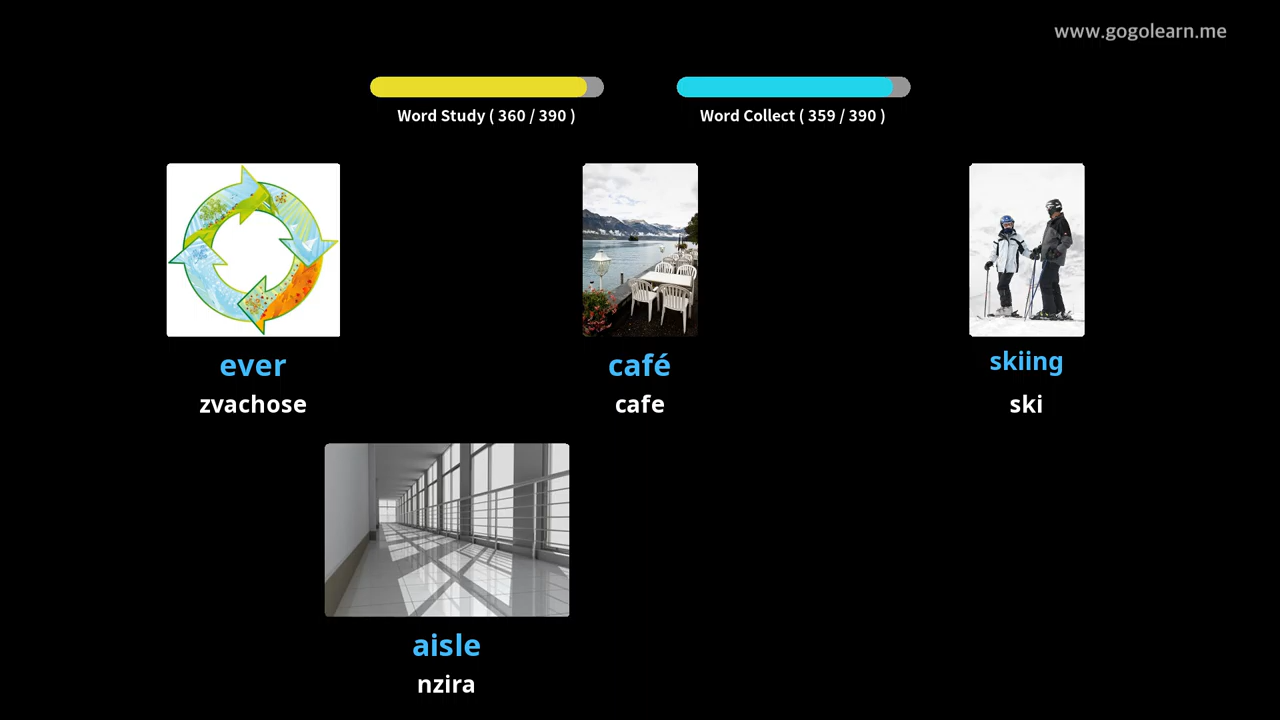 www.gogolearn.me
Word Study ( 360 / 390 )
Word Collect ( 359 / 390 )
ever
zvachose
café
cafe
skiing
ski
aisle
nzira